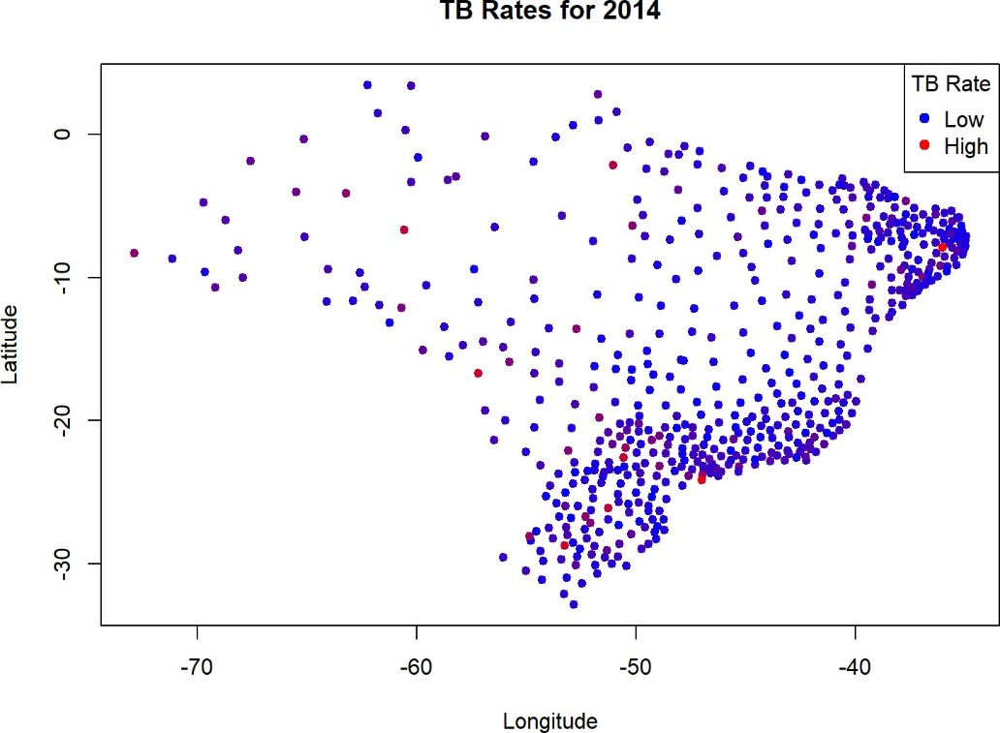 TB Rates for 2014
TB Rate
Low
High
0
-10
-20
-30
Latitude
-70
-60
-50
-40
Longitude